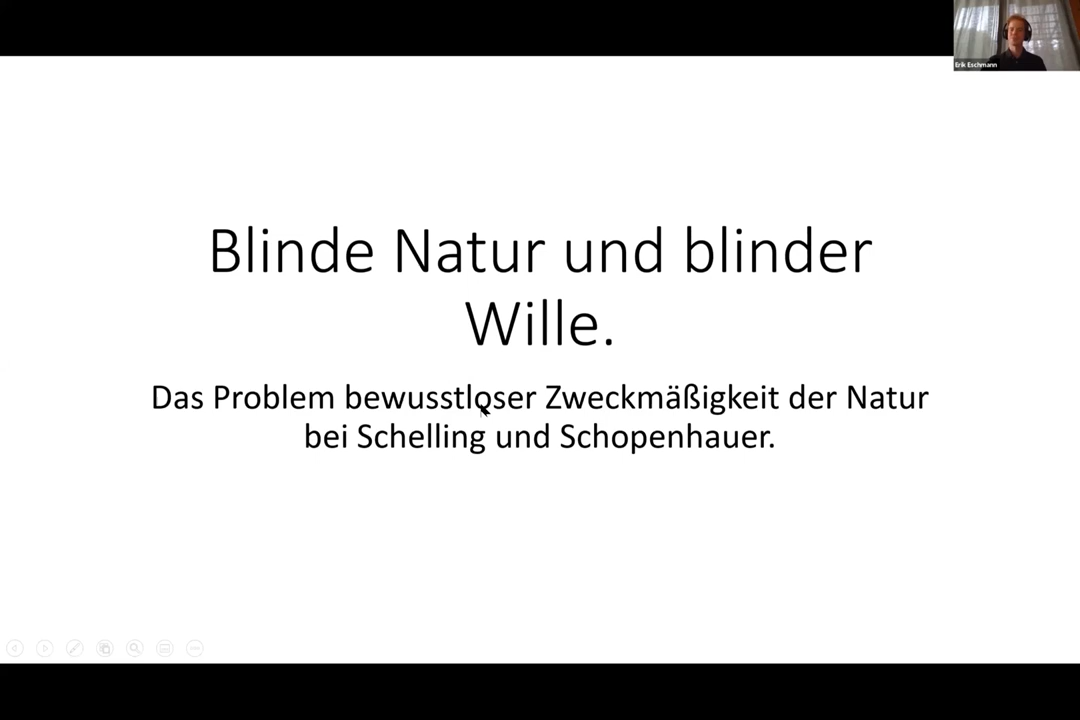 Erik Eschmann
Blinde Natur und blinder
Wille.
Das Problem bewusstloser Zweckmäßigkeit der Natur
bei Schelling und Schopenhauer.